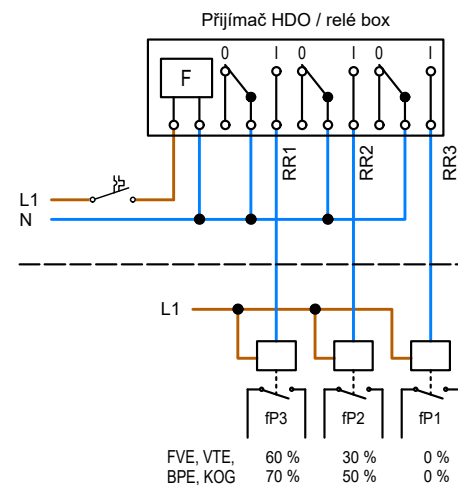 Přijímač HDO / relé box
0 I 0 I 0 I
F
RR1 RR2 RR3
L1
N
L1
fP3 fP2 fP1
FVE, VTE, 60 % 30 % 0 %
BPE, KOG 70 % 50 % 0 %